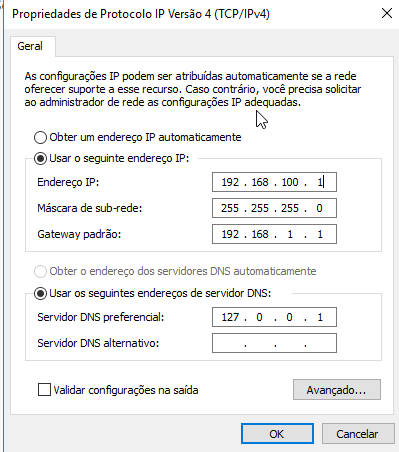 Propriedades de Protocolo IP Versão 4 (TCP/IPv4)
Geral
As configurações IP podem ser atribuídas automaticamente se a rede
oferecer suporte a esse recurso. Caso contrário, você precisa solicitar
ao administrador de rede as configurações IP adequadas.
Obter um endereço IP automaticamente
Usar o seguinte endereço IP:
Endereço IP: 192 . 168 . 100 . 1
Máscara de sub-rede: 255 . 255 . 255 . 0
Gateway padrão: 192 . 168 . 1 . 1
Obter o endereço dos servidores DNS automaticamente
Usar os seguintes endereços de servidor DNS:
Servidor DNS preferencial: 127 . 0 . 0 . 1
Servidor DNS alternativo: . . .
Validar configurações na saída
Avançado...
OK
Cancelar